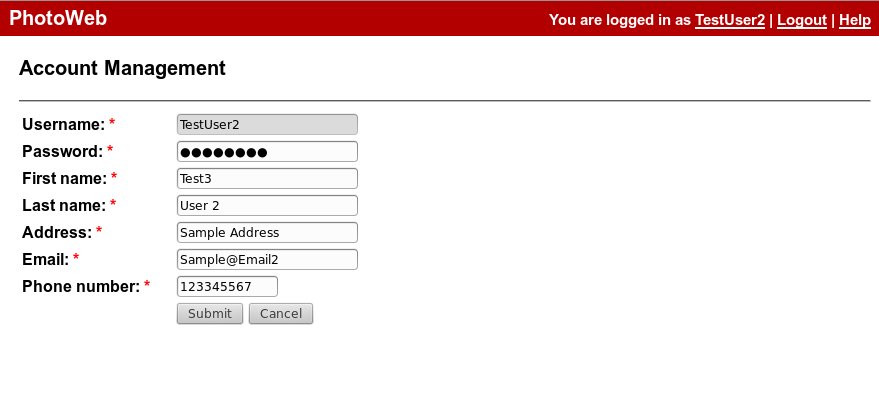 PhotoWeb You are logged in as TestUser2 | Logout | Help
Account Management
Username: * TestUser2
Password: * ●●●●●●●●
First name: * Test3
Last name: * User 2
Address: * Sample Address
Email: * Sample@Email2
Phone number: * 123345567
Submit Cancel